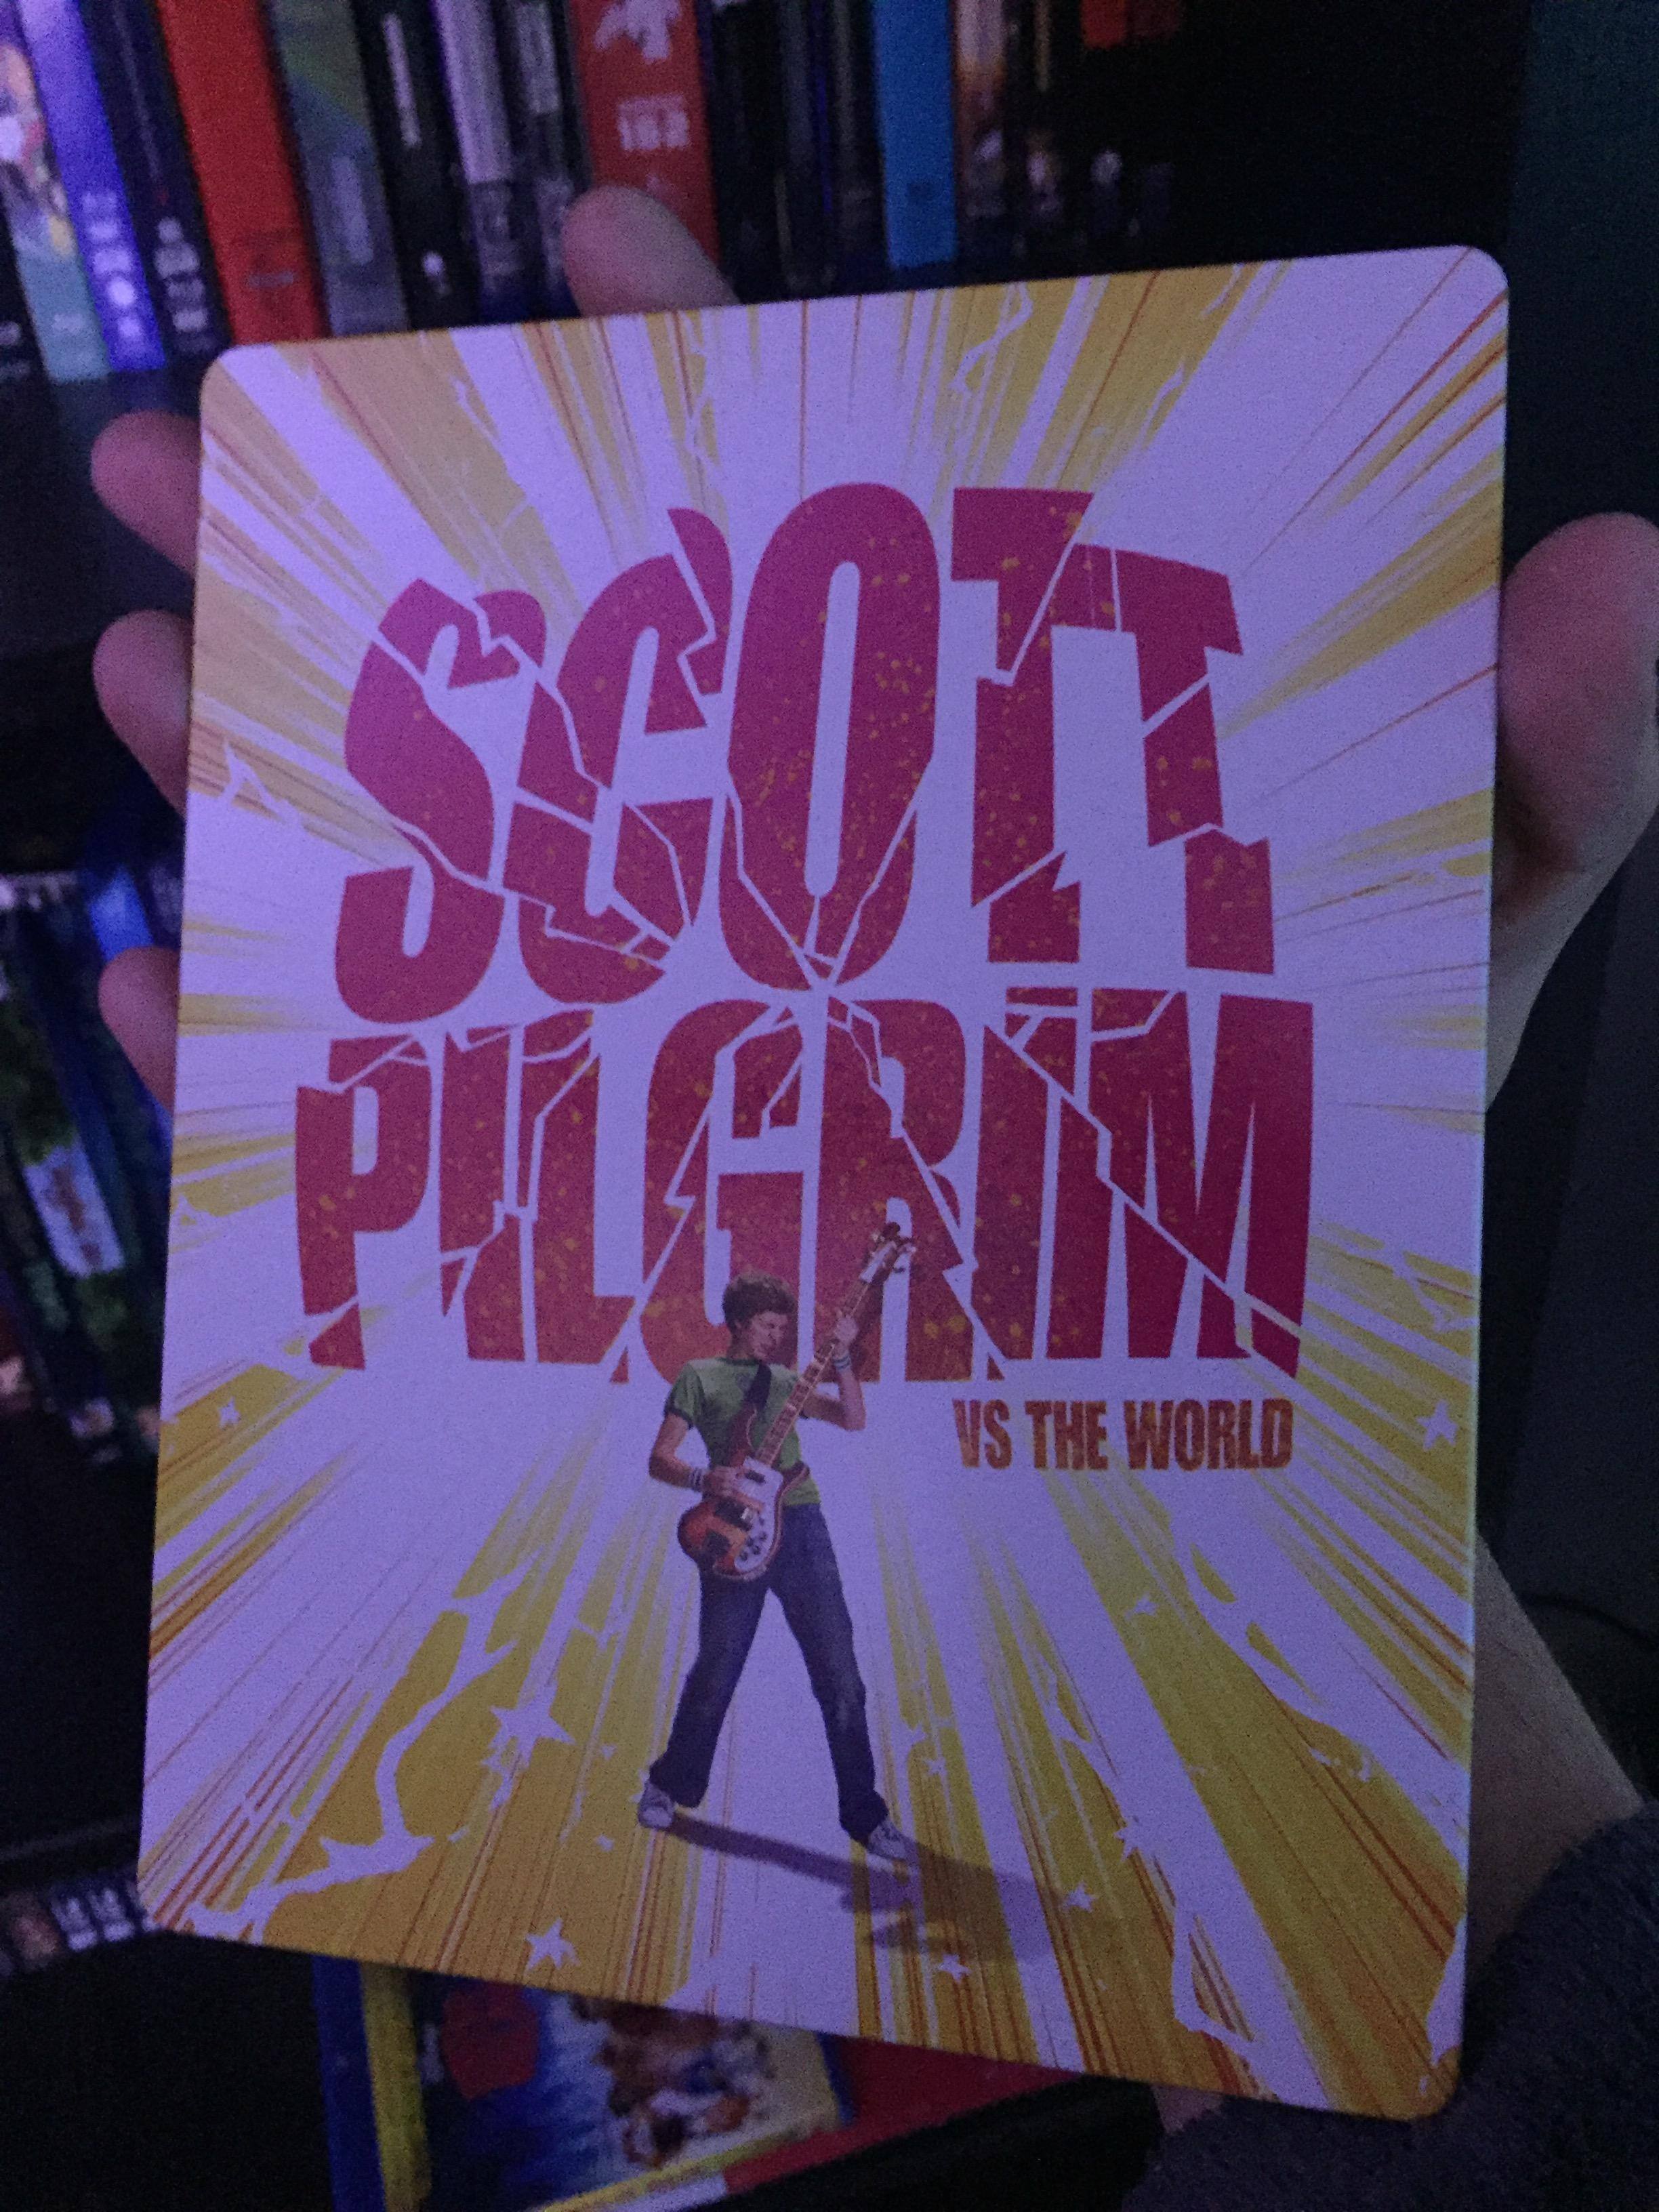 SCOTT
PILGRIM
VS THE WORLD